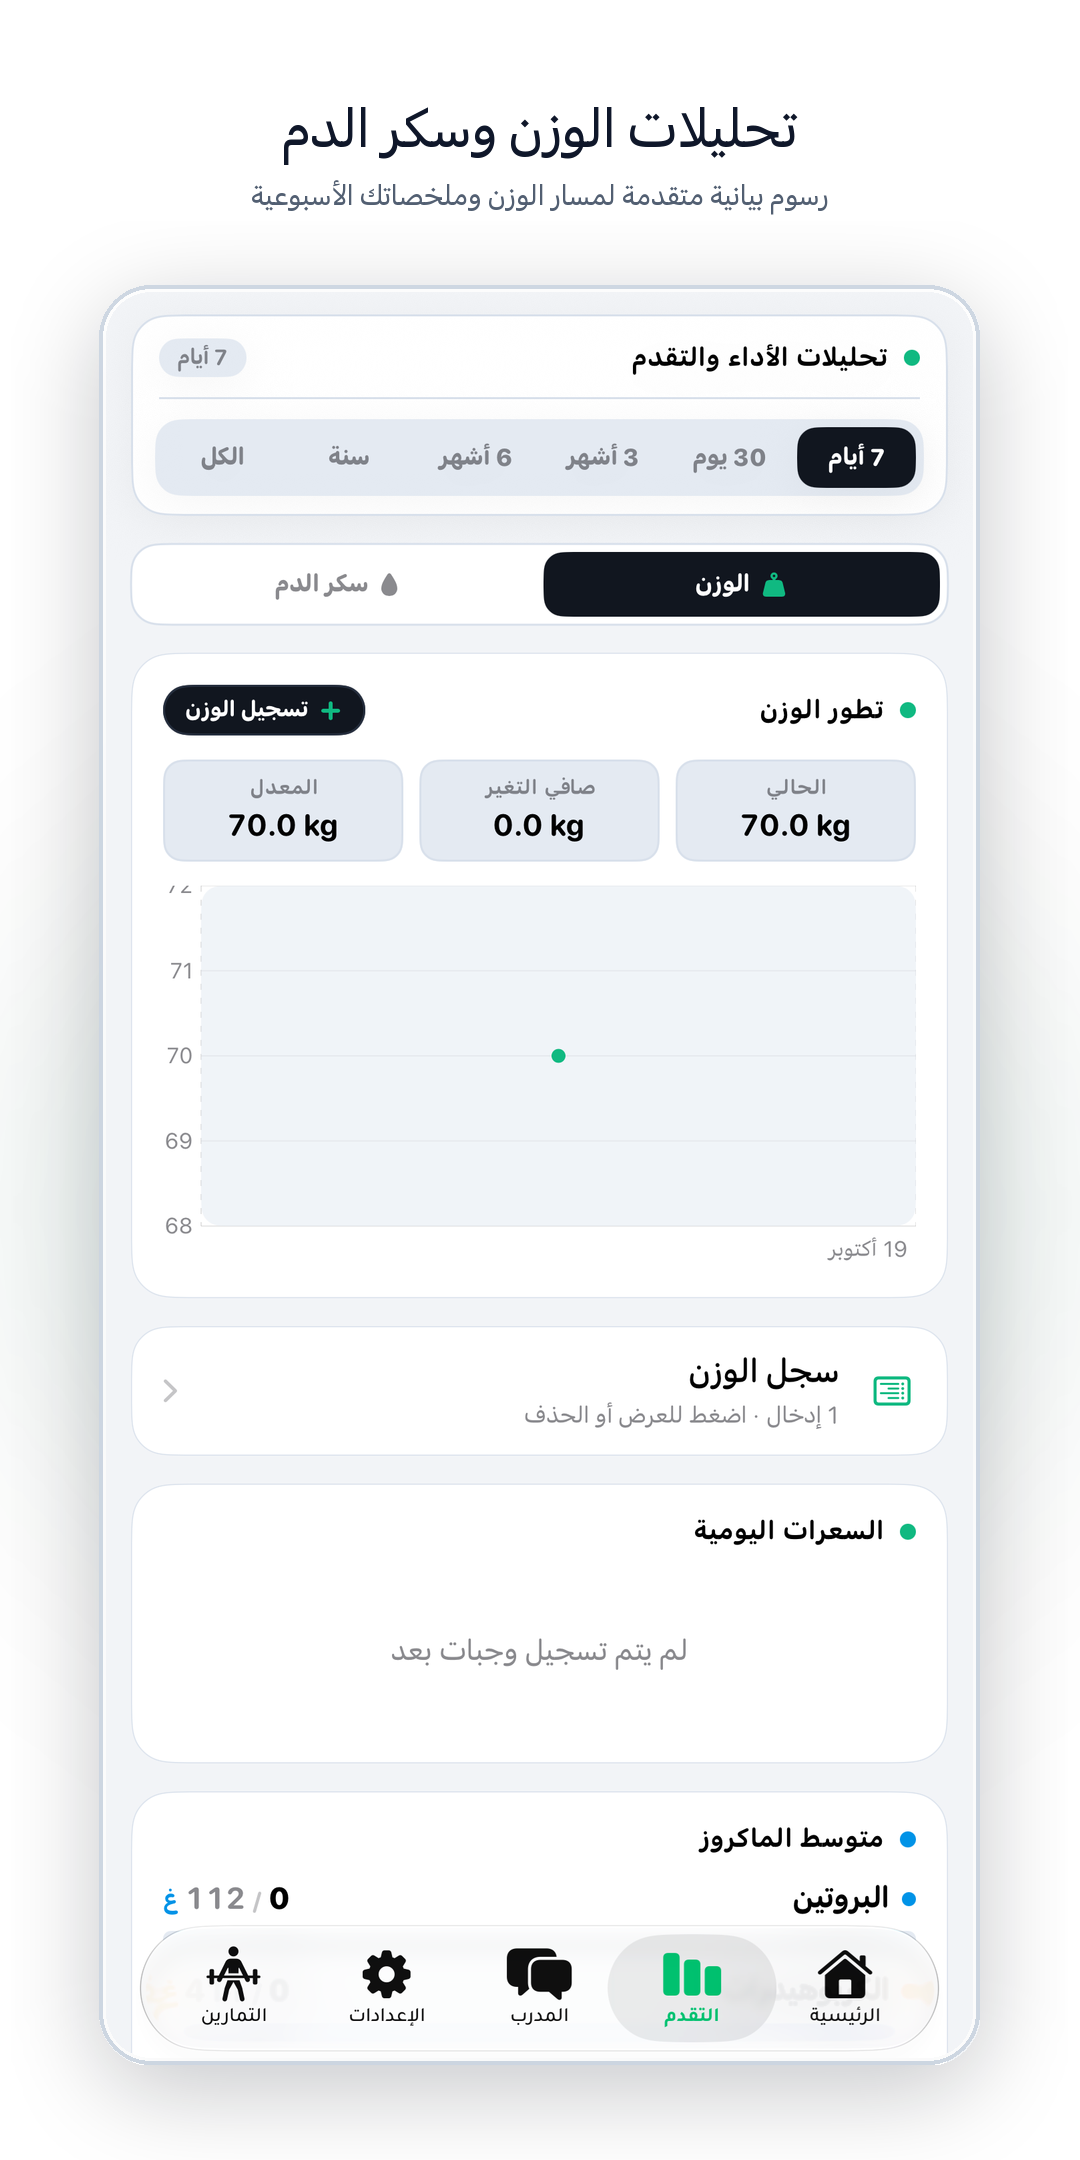 تحليلات الوزن وسكر الدم
رسوم بيانية متقدمة لمسار الوزن وملخصاتك الأسبوعية
تحليلات الأداء والتقدم
7 أيام
7 أيام
30 يوم
3 أشهر
6 أشهر
سنة
الكل
الوزن
سكر الدم
تطور الوزن
تسجيل الوزن
الحالي
70.0 kg
صافي التغير
0.0 kg
المعدل
70.0 kg
72
71
70
69
68
19 أكتوبر
سجل الوزن
1 إدخال · اضغط للعرض أو الحذف
السعرات اليومية
لم يتم تسجيل وجبات بعد
متوسط الماكروز
البروتين
0 / 112 غ
الرئيسية
التقدم
المدرب
الإعدادات
التمارين